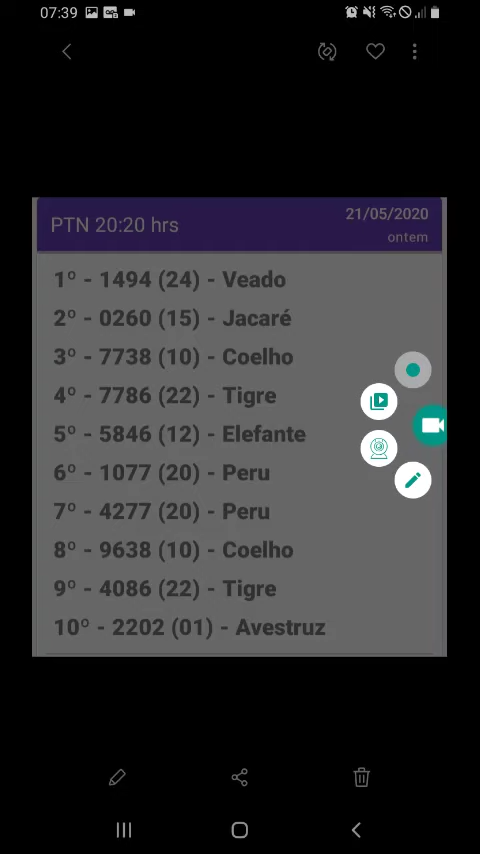 07:39
PTN 20:20 hrs
21/05/2020
ontem
1º - 1494 (24) - Veado
2º - 0260 (15) - Jacaré
3º - 7738 (10) - Coelho
4º - 7786 (22) - Tigre
5º - 5846 (12) - Elefante
6º - 1077 (20) - Peru
7º - 4277 (20) - Peru
8º - 9638 (10) - Coelho
9º - 4086 (22) - Tigre
10º - 2202 (01) - Avestruz